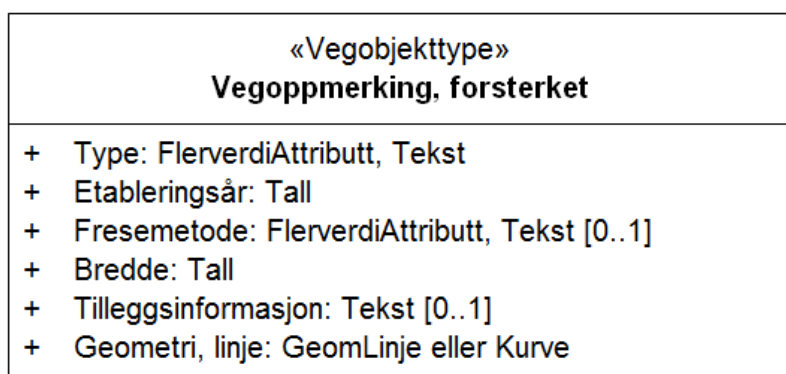 «Vegobjekttype»
Vegoppmerking, forsterket
+ Type: FlerverdiAttributt, Tekst
+ Etableringsår: Tall
+ Fresemetode: FlerverdiAttributt, Tekst [0..1]
+ Bredde: Tall
+ Tilleggsinformasjon: Tekst [0..1]
+ Geometri, linje: GeomLinje eller Kurve